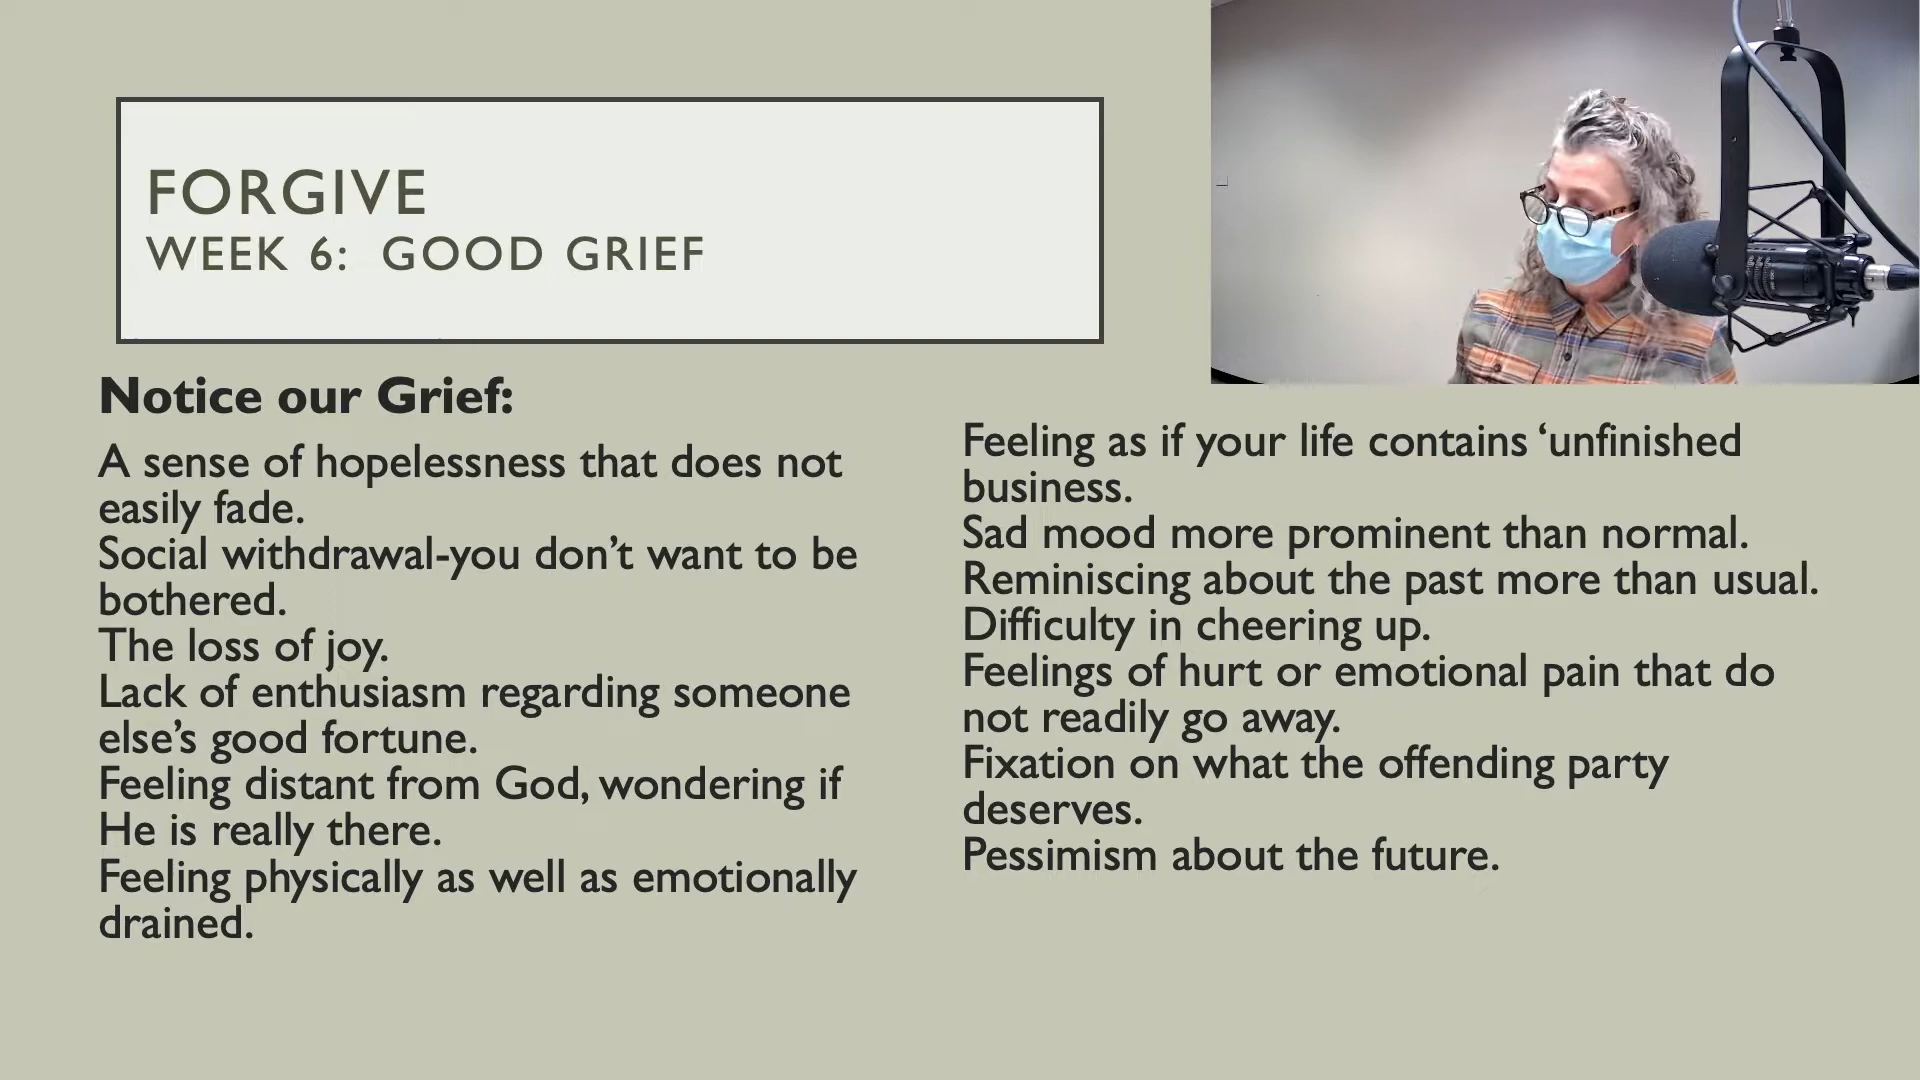 FORGIVE
WEEK 6: GOOD GRIEF
Notice our Grief:
A sense of hopelessness that does not
easily fade.
Social withdrawal-you don’t want to be
bothered.
The loss of joy.
Lack of enthusiasm regarding someone
else’s good fortune.
Feeling distant from God, wondering if
He is really there.
Feeling physically as well as emotionally
drained.
Feeling as if your life contains ‘unfinished
business.
Sad mood more prominent than normal.
Reminiscing about the past more than usual.
Difficulty in cheering up.
Feelings of hurt or emotional pain that do
not readily go away.
Fixation on what the offending party
deserves.
Pessimism about the future.